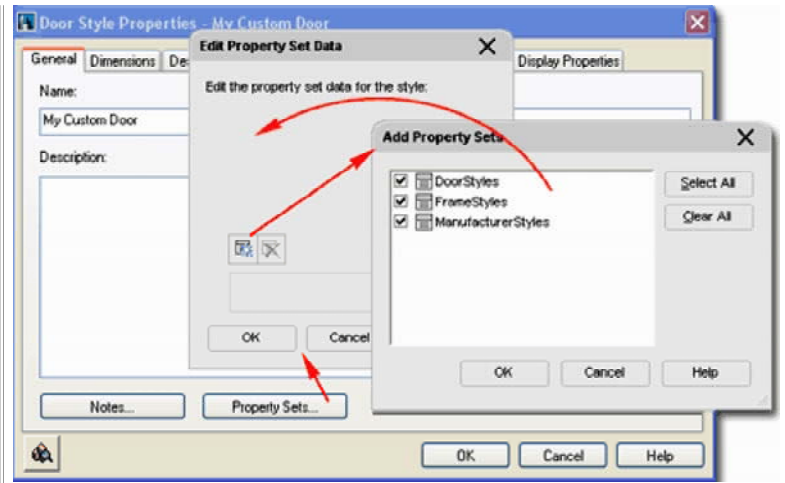 Door Style Properties - My Custom Door
General Dimensions De
Display Properties
Name:
My Custom Door
Description:
Edit Property Set Data
Edit the property set data for the style:
OK Cancel
Add Property Sets
DoorStyles
FrameStyles
ManufacturerStyles
Select All
Clear All
OK Cancel Help
Notes... Property Sets...
OK Cancel Help